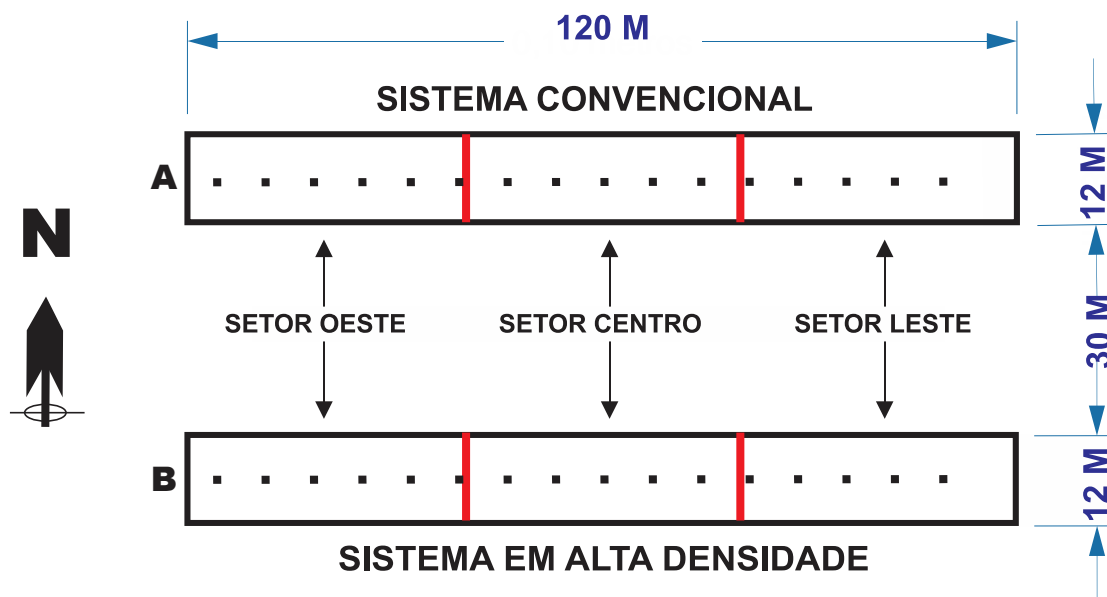 120 M
SISTEMA CONVENCIONAL
A
12 M
N
SETOR OESTE
SETOR CENTRO
SETOR LESTE
30 M
B
12 M
SISTEMA EM ALTA DENSIDADE